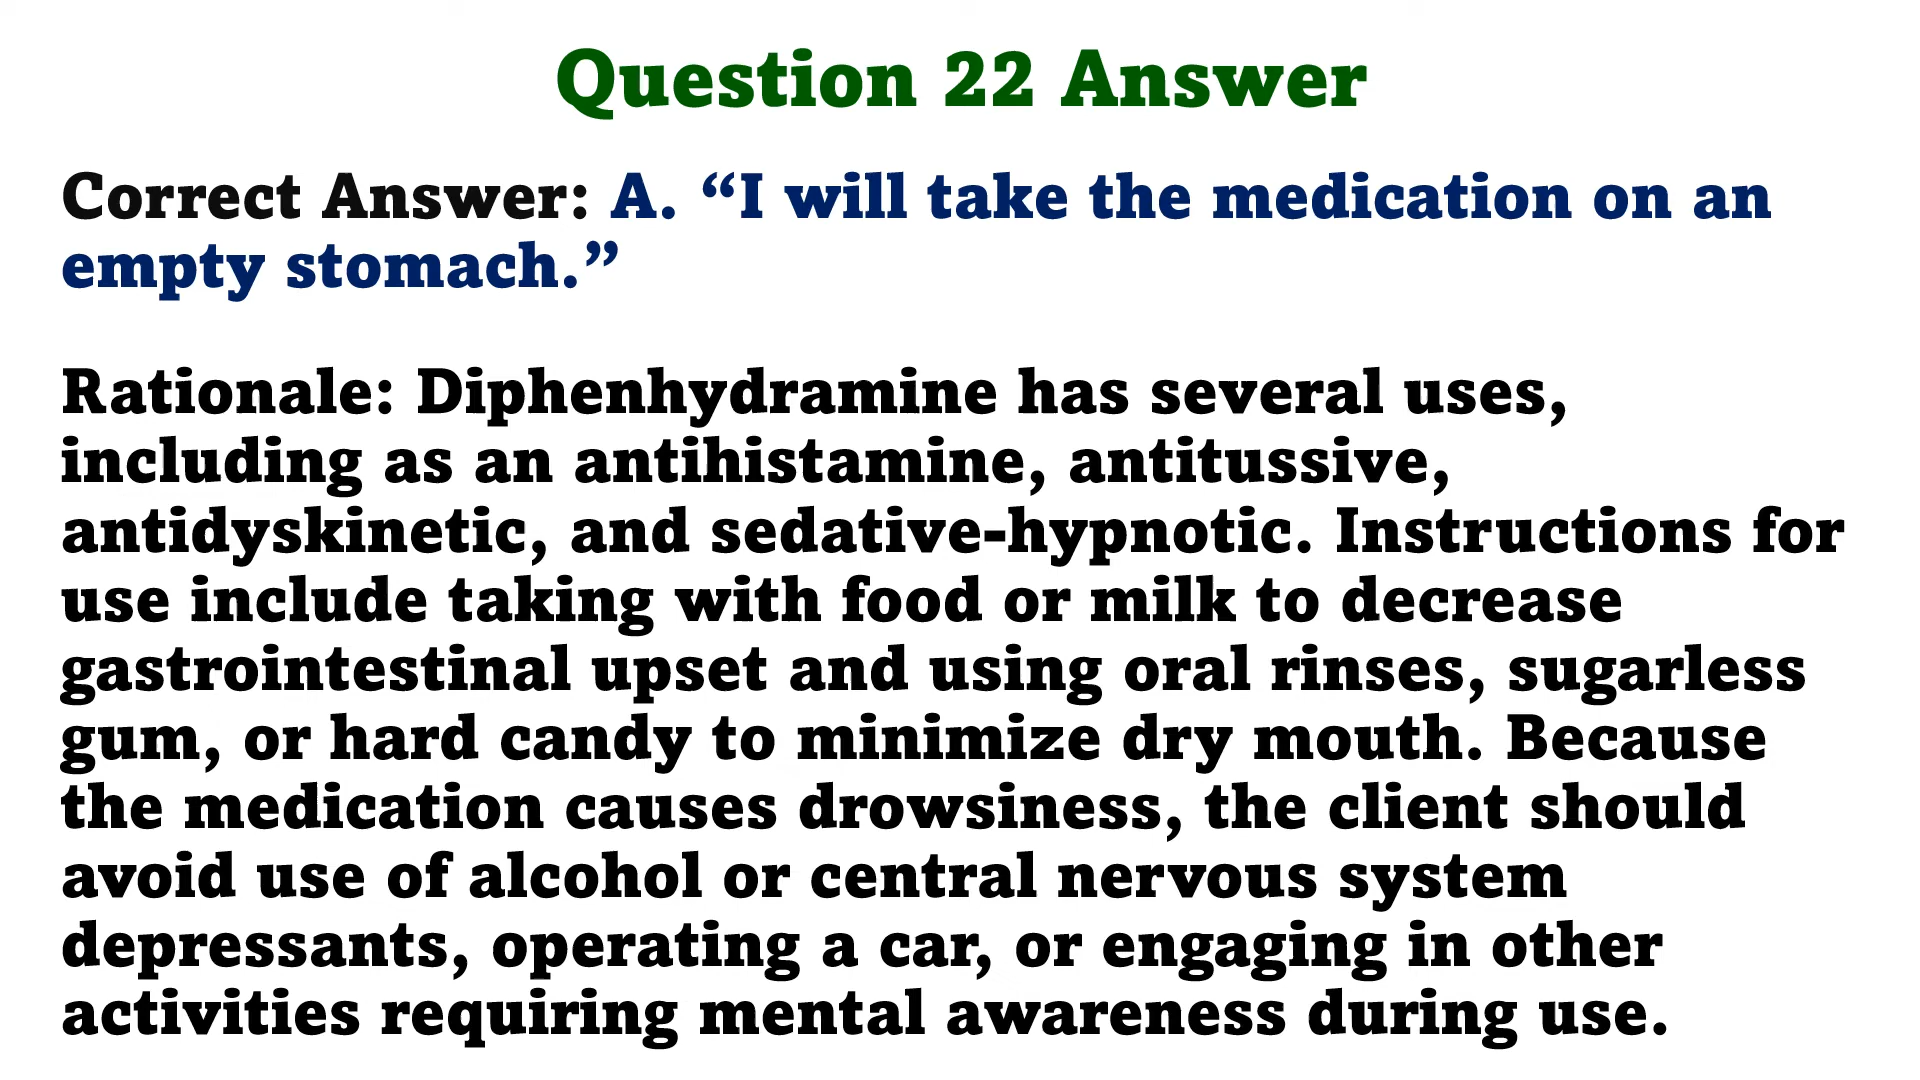 Question 22 Answer
Correct Answer: A. “I will take the medication on an
empty stomach.”
Rationale: Diphenhydramine has several uses,
including as an antihistamine, antitussive,
antidyskinetic, and sedative-hypnotic. Instructions for
use include taking with food or milk to decrease
gastrointestinal upset and using oral rinses, sugarless
gum, or hard candy to minimize dry mouth. Because
the medication causes drowsiness, the client should
avoid use of alcohol or central nervous system
depressants, operating a car, or engaging in other
activities requiring mental awareness during use.